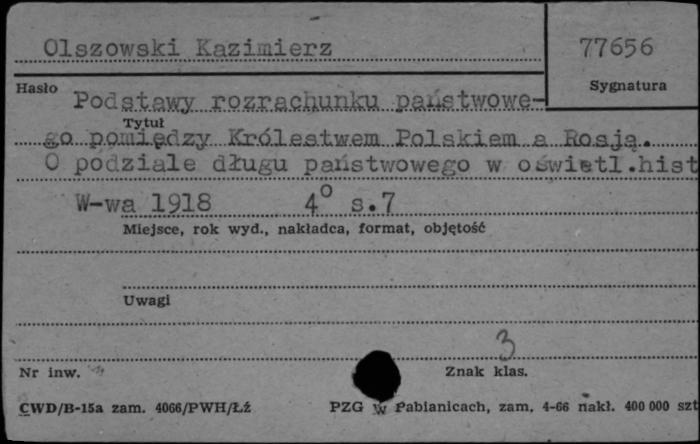 Olszowski Kazimierz
77656
Sygnatura
Hasło
Podstawy rozrachunku państwowe-
Tytuł
go pomiędzy Królestwem Polskiem a Rosją.
O podziale długu państwowego w oświetl.hist
W-wa 1918 4° s.7
Miejsce, rok wyd., nakładca, format, objętość
Uwagi
3
Nr inw. Znak klas.
CWD/B-15a zam. 4066/PWH/Łź PZG w Pabianicach, zam. 4-66 nakł. 400 000 szt